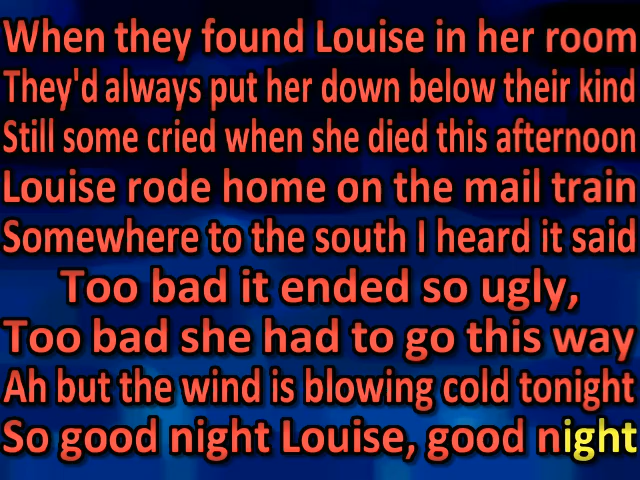 When they found Louise in her room
They'd always put her down below their kind
Still some cried when she died this afternoon
Louise rode home on the mail train
Somewhere to the south I heard it said
Too bad it ended so ugly,
Too bad she had to go this way
Ah but the wind is blowing cold tonight
So good night Louise, good night